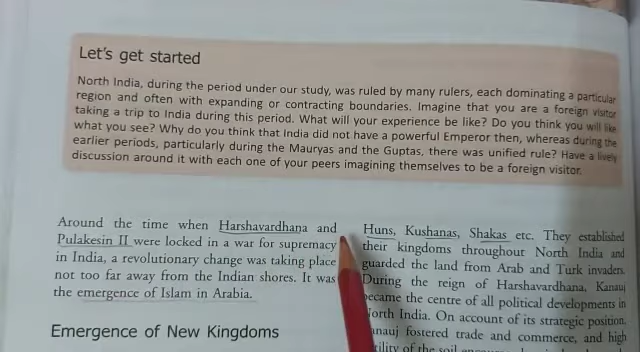 Let's get started
North India, during the period under our study, was ruled by many rulers, each dominating a particular
region and often with expanding or contracting boundaries. Imagine that you are a foreign visitor
taking a trip to India during this period. What will your experience be like? Do you think you will like
what you see? Why do you think that India did not have a powerful Emperor then, whereas during the
earlier periods, particularly during the Mauryas and the Guptas, there was unified rule? Have a lively
discussion around it with each one of your peers imagining themselves to be a foreign visitor.
Around the time when Harshavardhana and
Pulakesin II were locked in a war for supremacy
in India, a revolutionary change was taking place
not too far away from the Indian shores. It was
the emergence of Islam in Arabia.
Emergence of New Kingdoms
Huns, Kushanas, Shakas etc. They established
their kingdoms throughout North India and
guarded the land from Arab and Turk invaders.
During the reign of Harshavardhana, Kanauj
became the centre of all political developments in
North India. On account of its strategic position,
Kanauj fostered trade and commerce, and high
of the soil